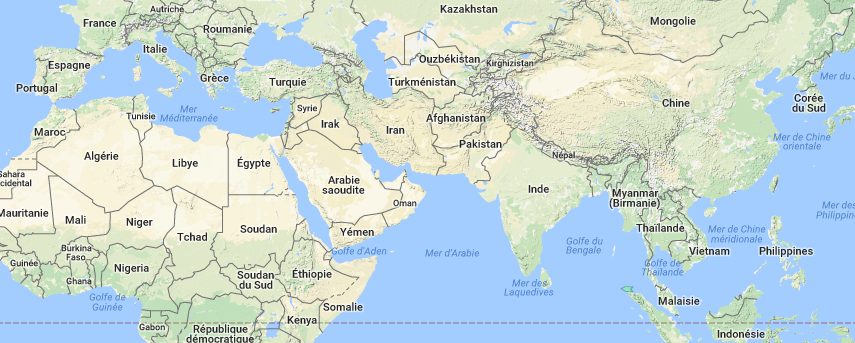 Kazakhstan
Autriche
France
Mongolie
Roumanie
Italie
Ouzbékistan
Kirghizistan
Espagne
Grèce
Turquie
Turkménistan
Portugal
Mer
Méditerranée
Syrie
Chine
Corée
du Sud
Mer du
Tunisie
Maroc
Irak
Iran
Afghanistan
Mer de Chine
orientale
Pakistan
Algérie
Libye
Égypte
Népal
Sahara
ccidental
Arabie
saoudite
Inde
Myanmar
(Birmanie)
Oman
Mauritanie
Mali
Niger
Tchad
Soudan
Yémen
Thaïlande
Mer de Chine
méridionale
Mer des
Philippin
Burkina
Faso
Golfe d'Aden
Mer d'Arabie
Golfe du
Bengale
Vietnam
Philippines
Guinée
Nigeria
Ghana
Soudan
du Sud
Éthiopie
Golfe de
Thaïlande
Mer des
Laquedives
Golfe de
Guinée
Somalie
Malaisie
Gabon
Kenya
République
démocratique
Indonésie